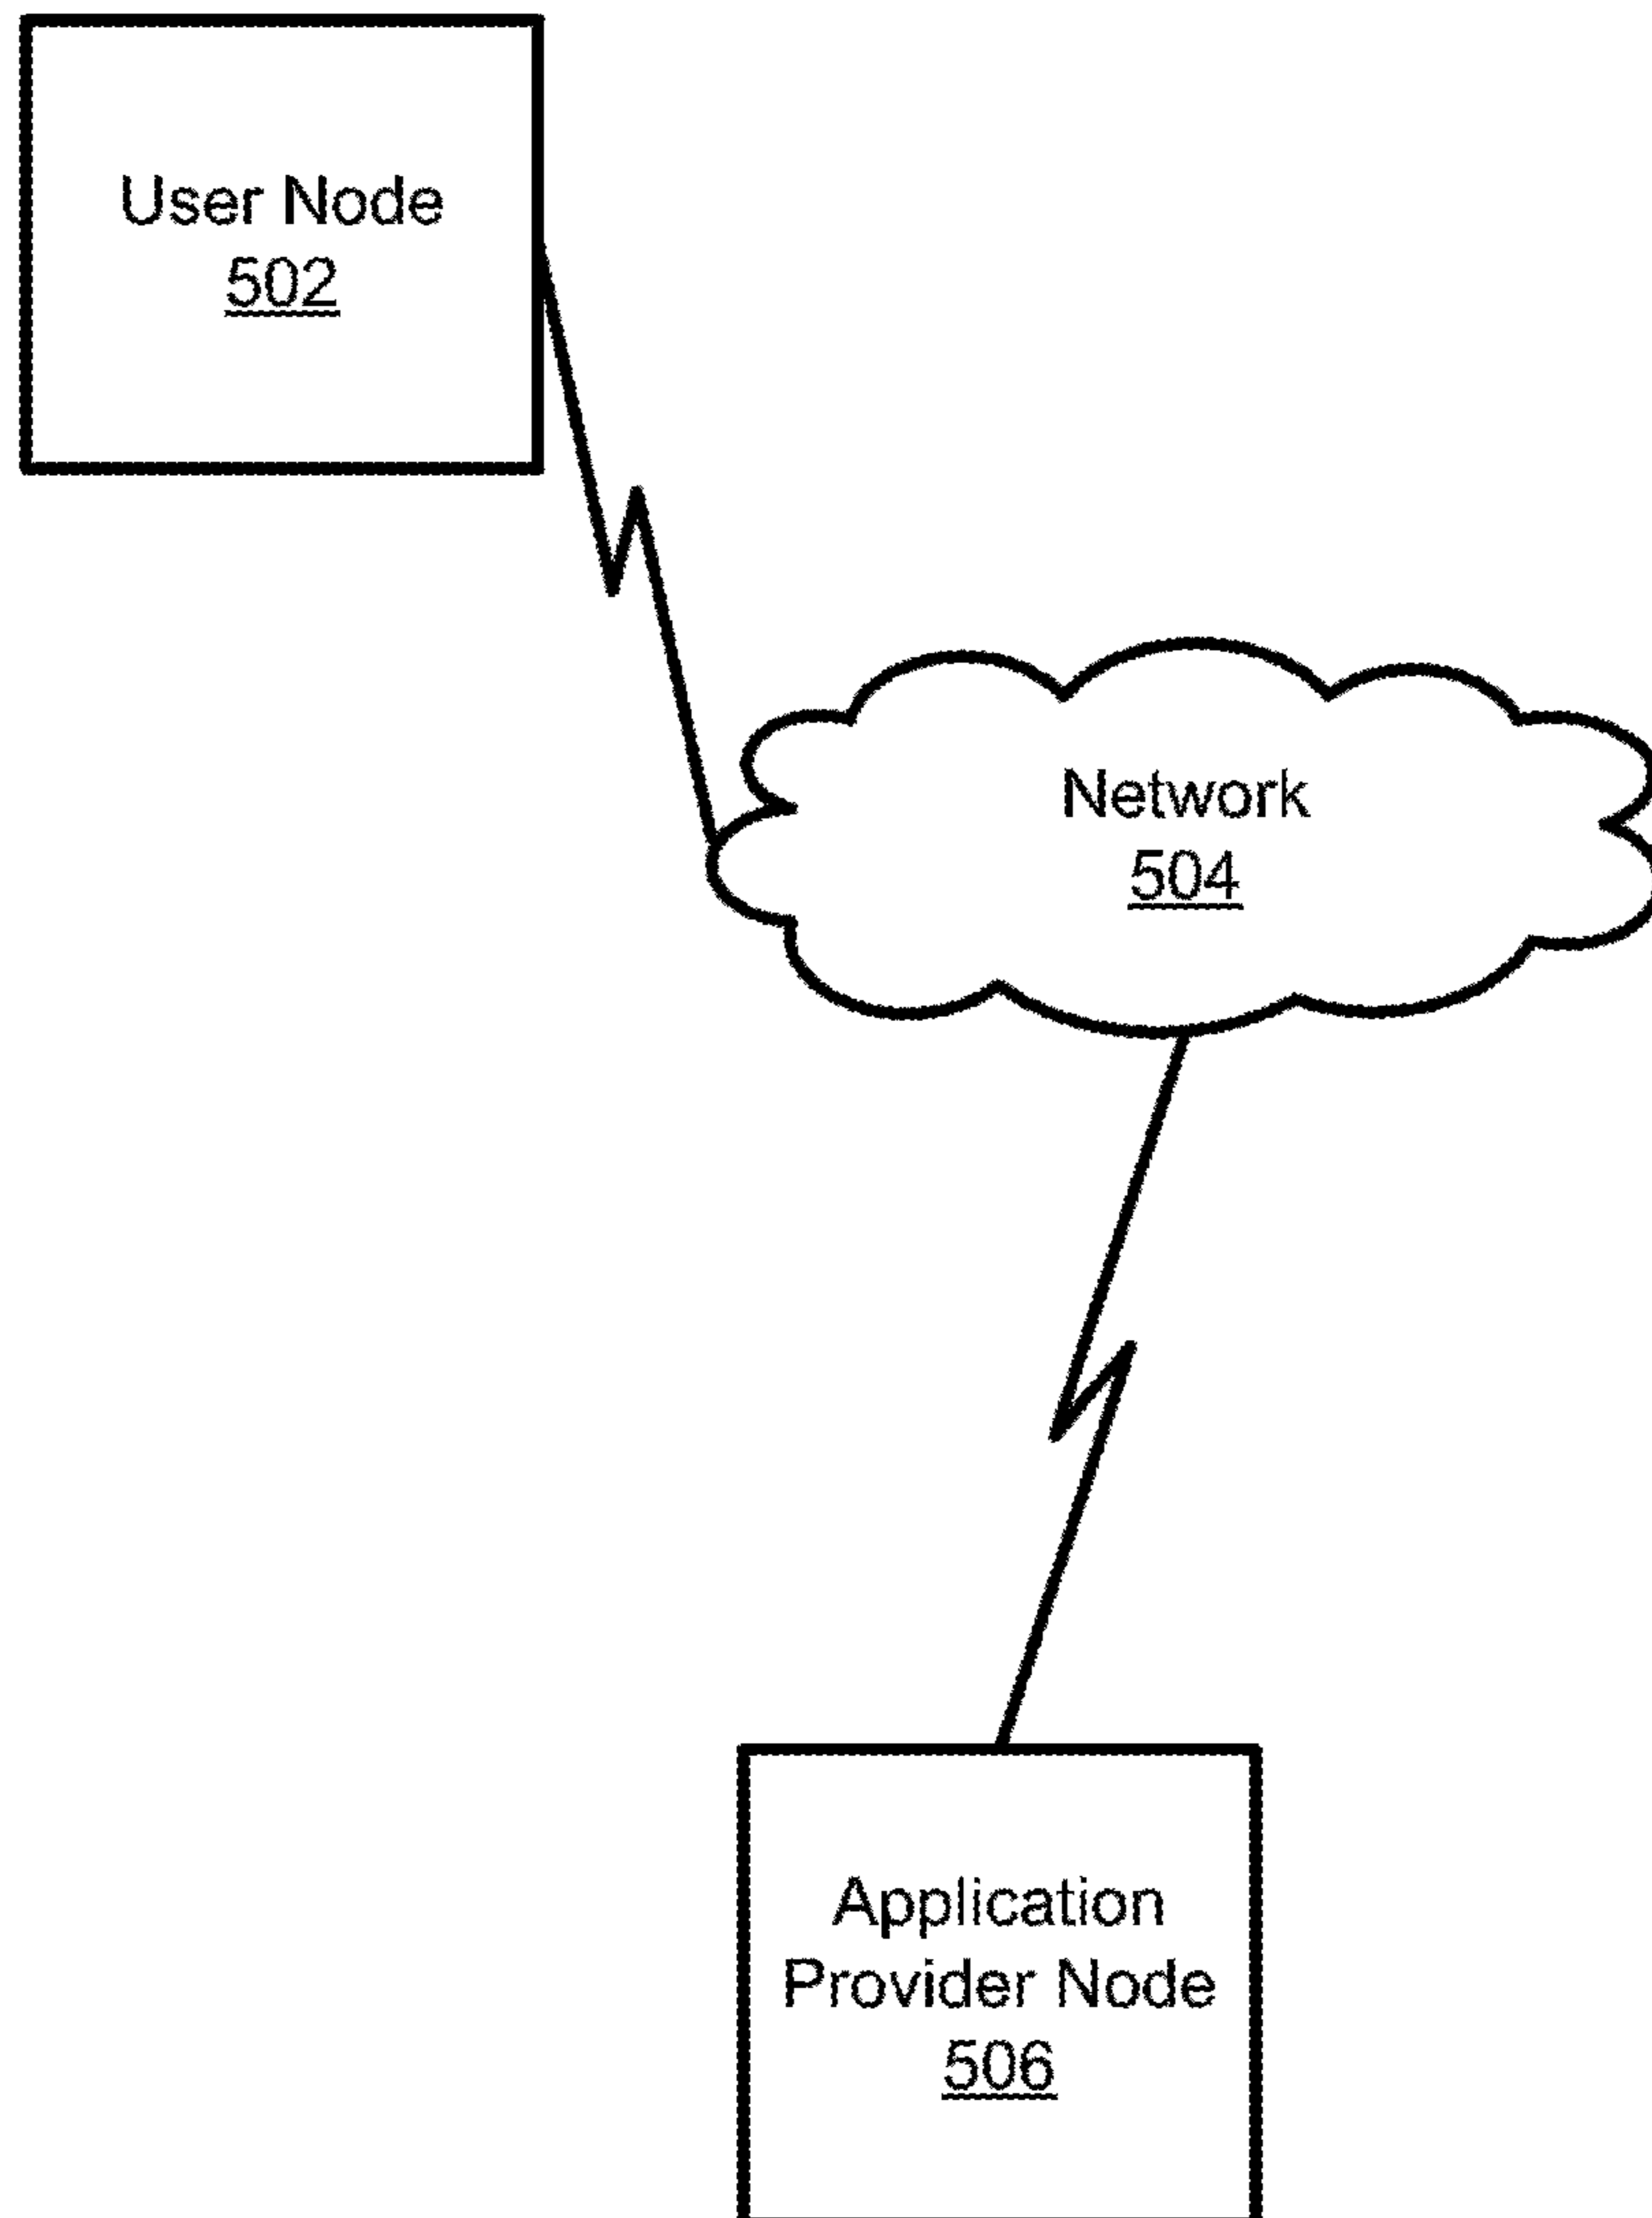 User Node
502
Network
504
Application
Provider Node
506